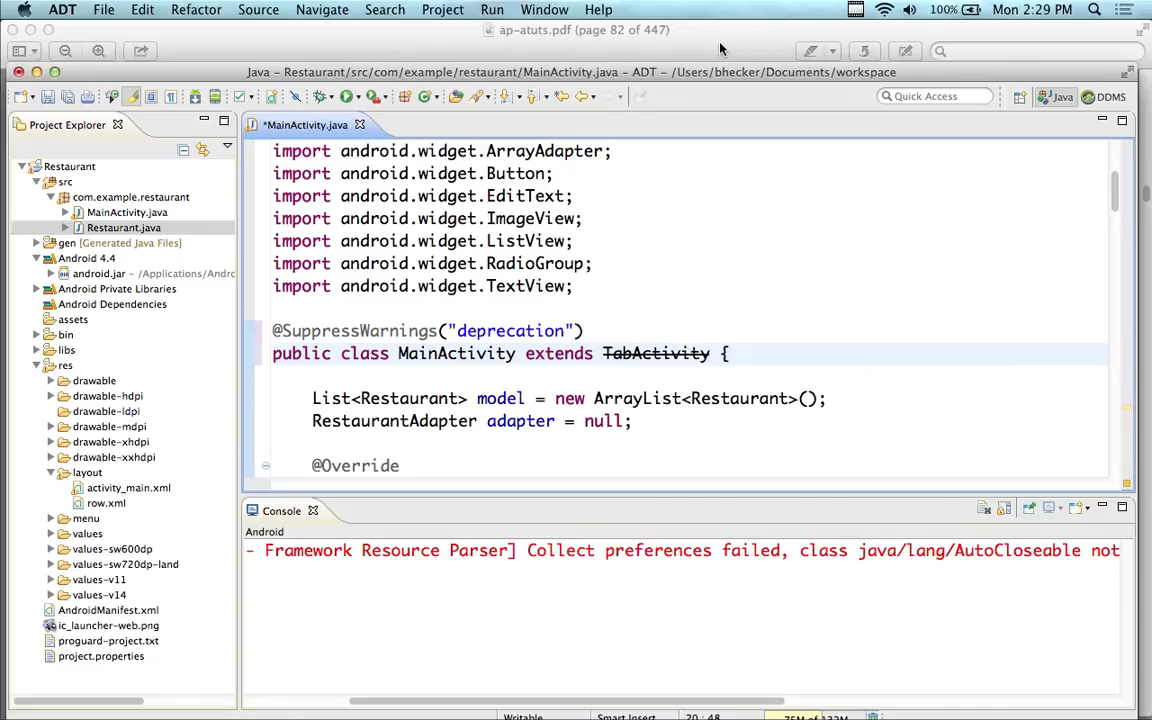 ADT File Edit Refactor Source Navigate Search Project Run Window Help 100% Mon 2:29 PM
ap-atuts.pdf (page 82 of 447)
Java – Restaurant/src/com/example/restaurant/MainActivity.java – ADT – /Users/bhecker/Documents/workspace
Quick Access Java DDMS
Project Explorer
Restaurant
src
com.example.restaurant
MainActivity.java
Restaurant.java
gen [Generated Java Files]
Android 4.4
android.jar - /Applications/Andro
Android Private Libraries
Android Dependencies
assets
bin
libs
res
drawable
drawable-hdpi
drawable-ldpi
drawable-mdpi
drawable-xhdpi
drawable-xxhdpi
layout
activity_main.xml
row.xml
menu
values
values-sw600dp
values-sw720dp-land
values-v11
values-v14
AndroidManifest.xml
ic_launcher-web.png
proguard-project.txt
project.properties
*MainActivity.java
import android.widget.ArrayAdapter;
import android.widget.Button;
import android.widget.EditText;
import android.widget.ImageView;
import android.widget.ListView;
import android.widget.RadioGroup;
import android.widget.TextView;
@SuppressWarnings("deprecation")
public class MainActivity extends TabActivity {
List<Restaurant> model = new ArrayList<Restaurant>();
RestaurantAdapter adapter = null;
@Override
Console
Android
- Framework Resource Parser] Collect preferences failed, class java/lang/AutoCloseable not
Writable Smart Insert 20 : 48 75M of 132M